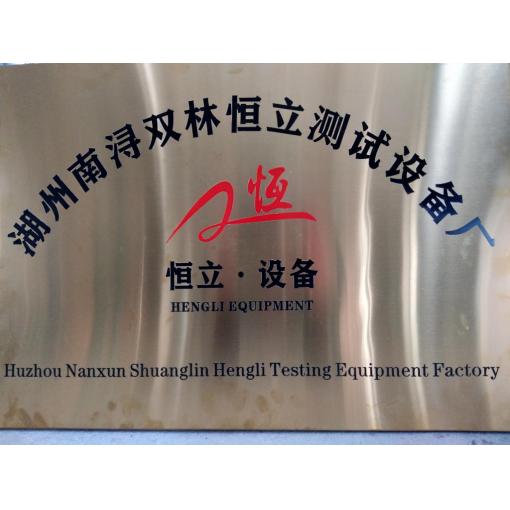 湖州南浔双林恒立测试设备厂
恒
恒立·设备
HENGLI EQUIPMENT
Huzhou Nanxun Shuanglin Hengli Testing Equipment Factory